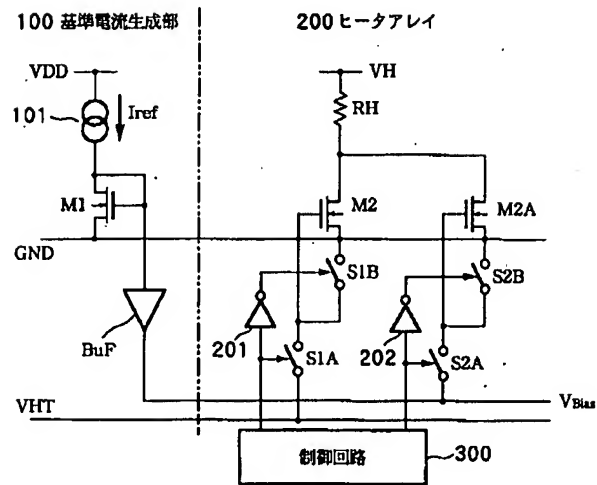 100 基準電流生成部
200 ヒータアレイ
VDD
VH
101
Iref
RH
M1
M2
M2A
GND
S1B
S2B
BuF
201
S1A
202
S2A
VHT
VBias
制御回路
300